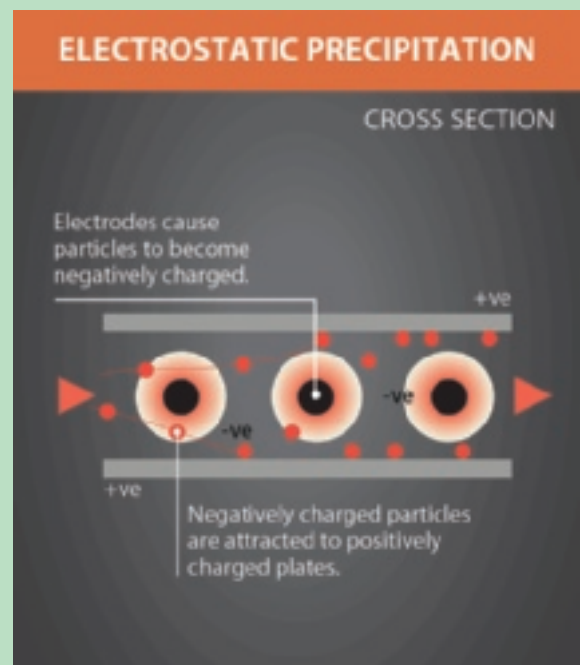 ELECTROSTATIC PRECIPITATION
CROSS SECTION
Electrodes cause
particles to become
negatively charged.
+ve
-ve
-ve
+ve
Negatively charged particles
are attracted to positively
charged plates.